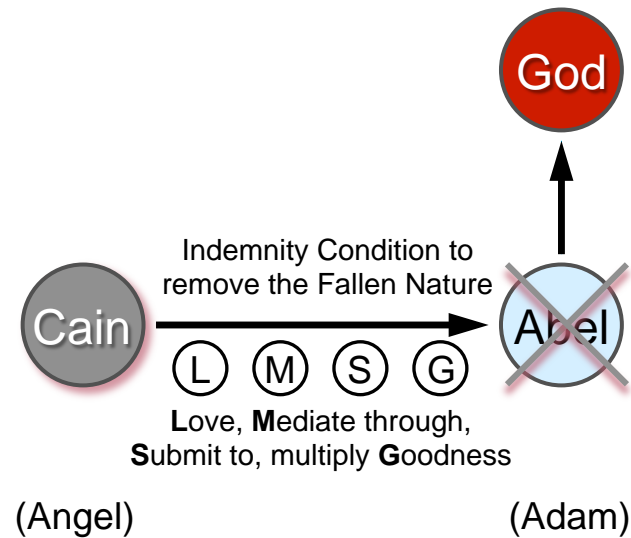 God
Indemnity Condition to
remove the Fallen Nature
Cain
Abel
L M S G
Love, Mediate through,
Submit to, multiply Goodness
(Angel)
(Adam)